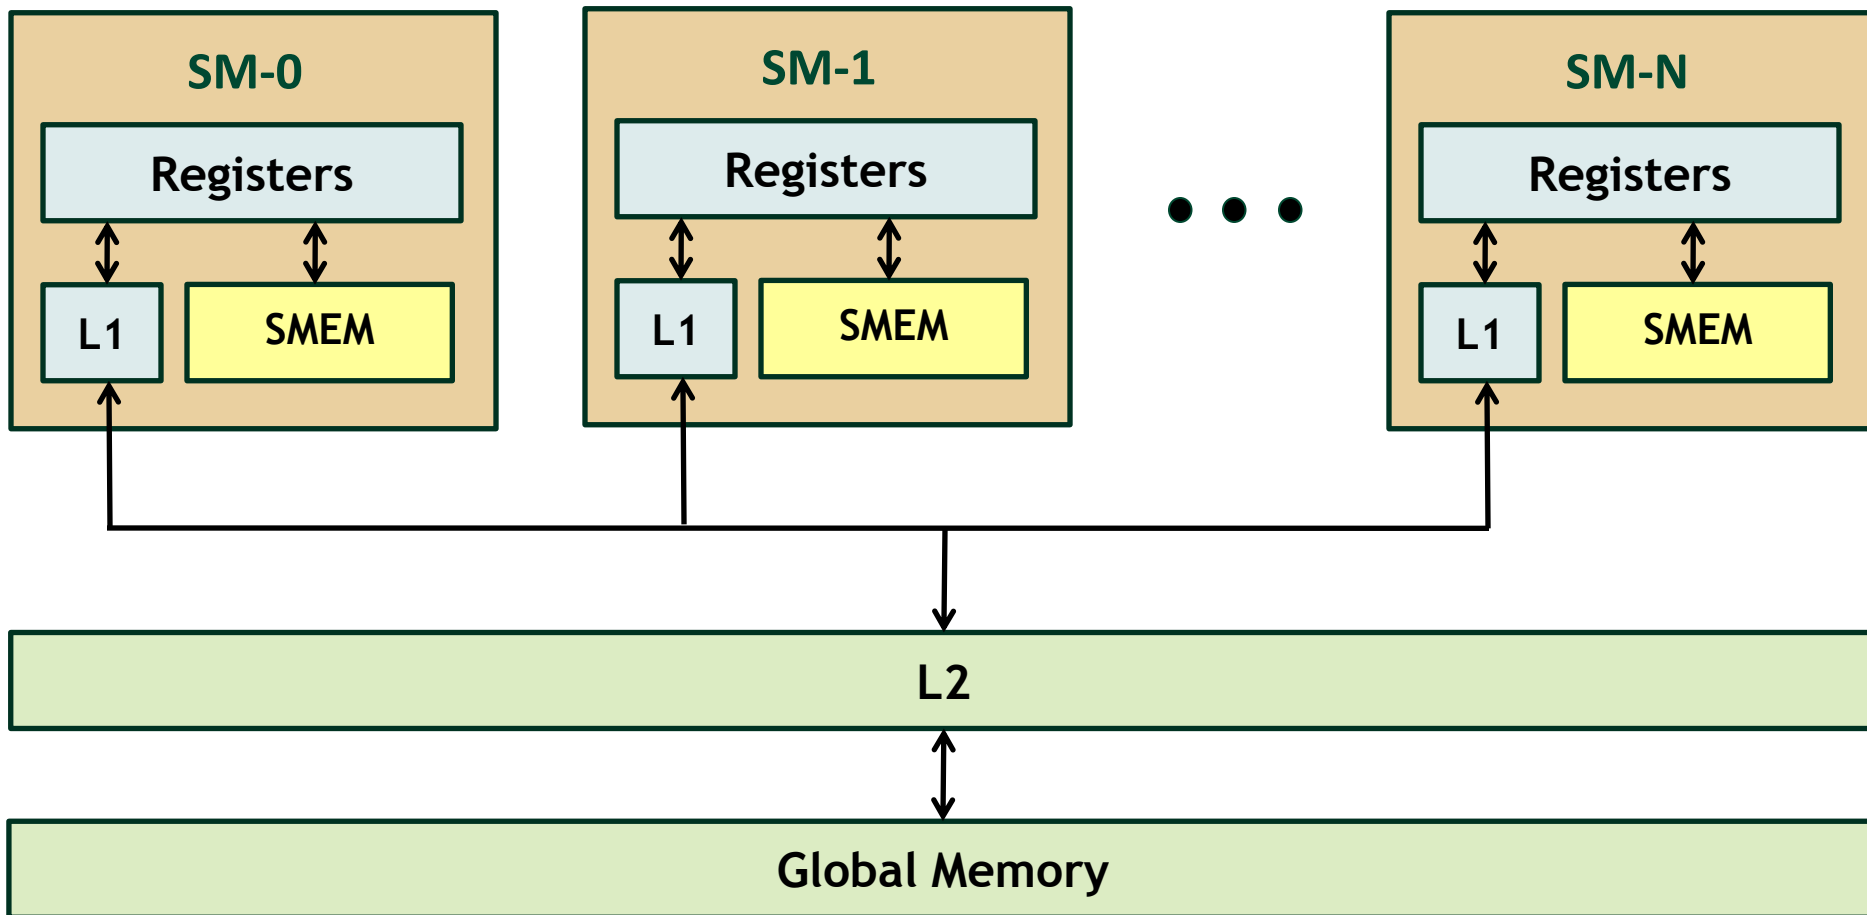 SM-0
Registers
L1
SMEM
SM-1
Registers
L1
SMEM
SM-N
Registers
L1
SMEM
L2
Global Memory